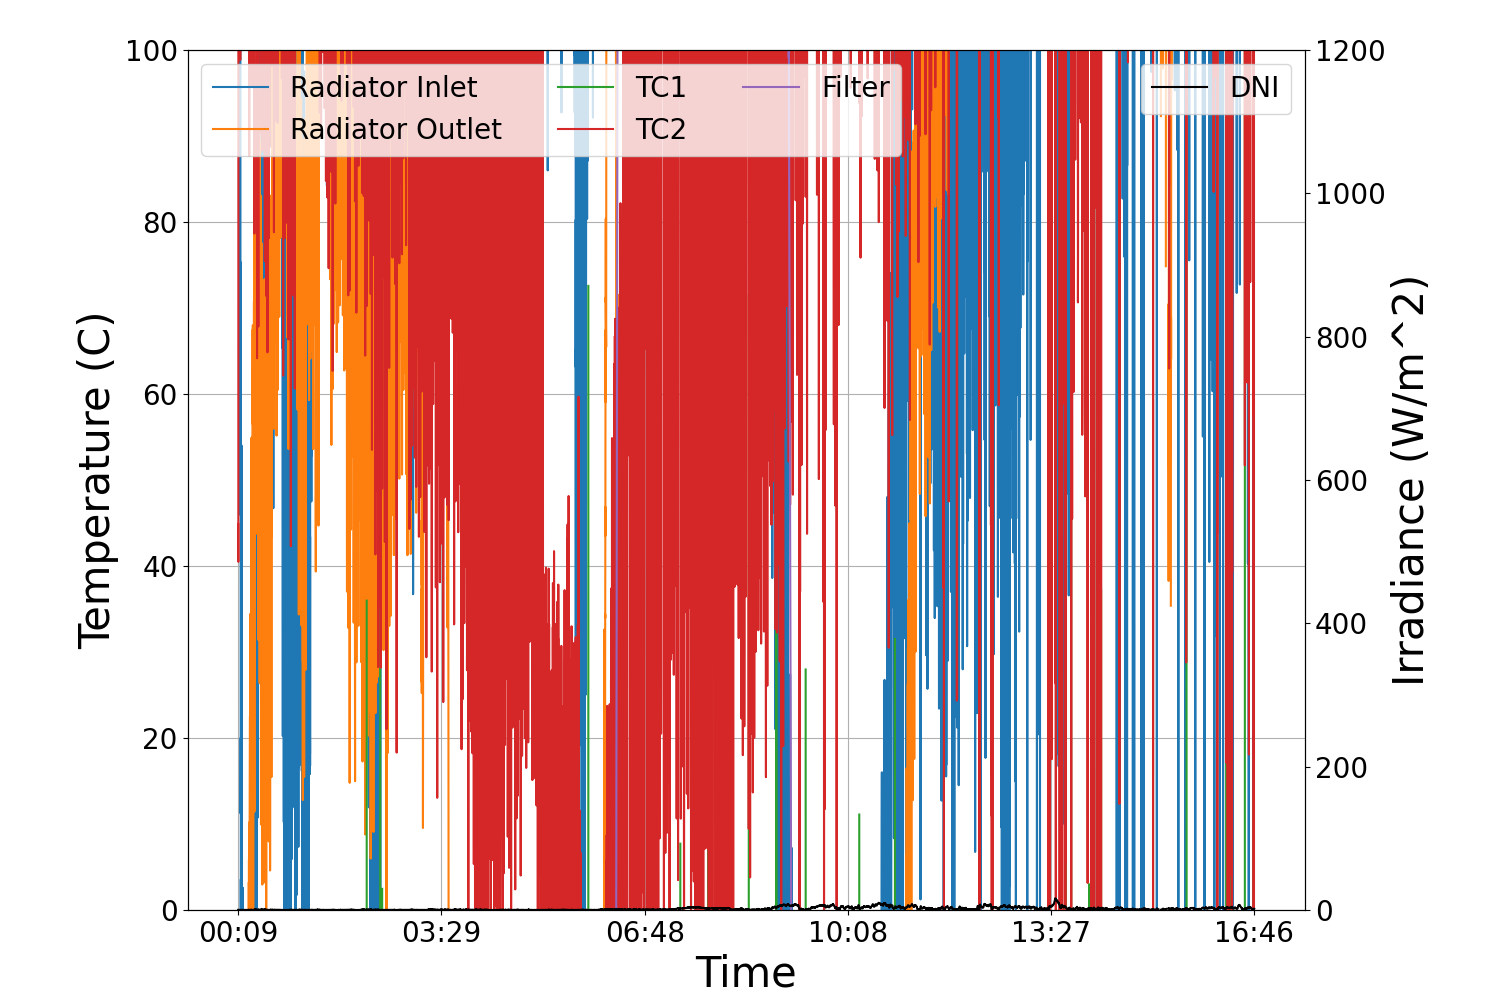 100
80
60
40
20
0
Temperature (C)
Radiator Inlet
Radiator Outlet
TC1
TC2
Filter
DNI
1200
1000
800
600
400
200
0
Irradiance (W/m^2)
00:09 03:29 06:48 10:08 13:27 16:46
Time